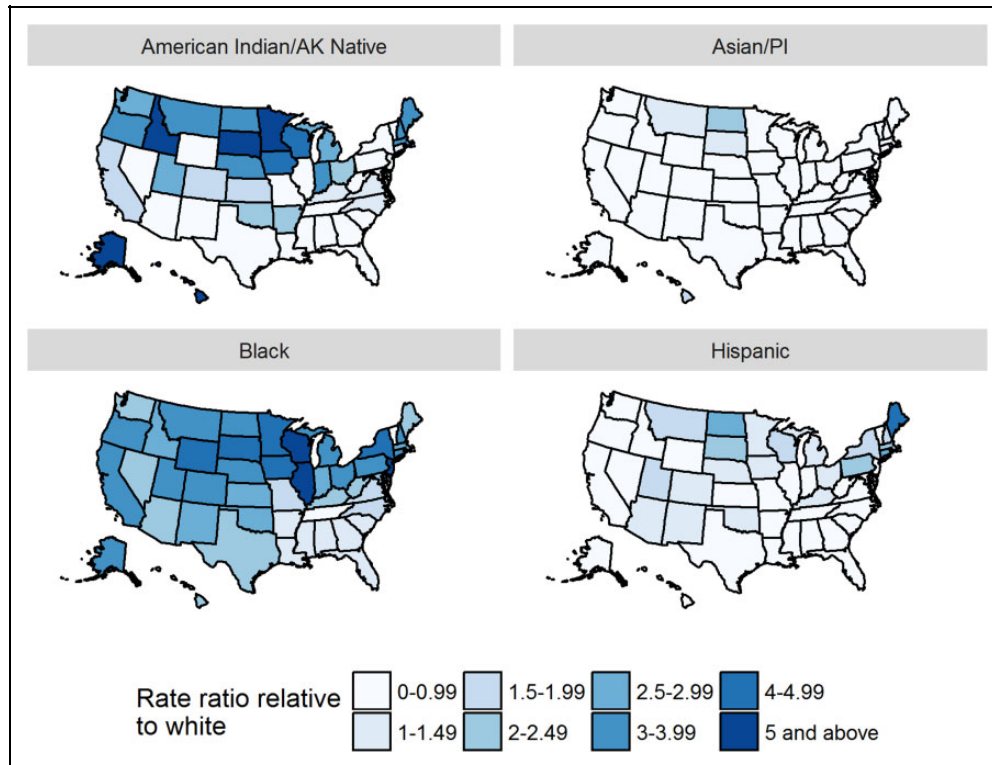 American Indian/AK Native
Asian/PI
Black
Hispanic
Rate ratio relative
to white
0-0.99
1.5-1.99
2.5-2.99
4-4.99
1-1.49
2-2.49
3-3.99
5 and above